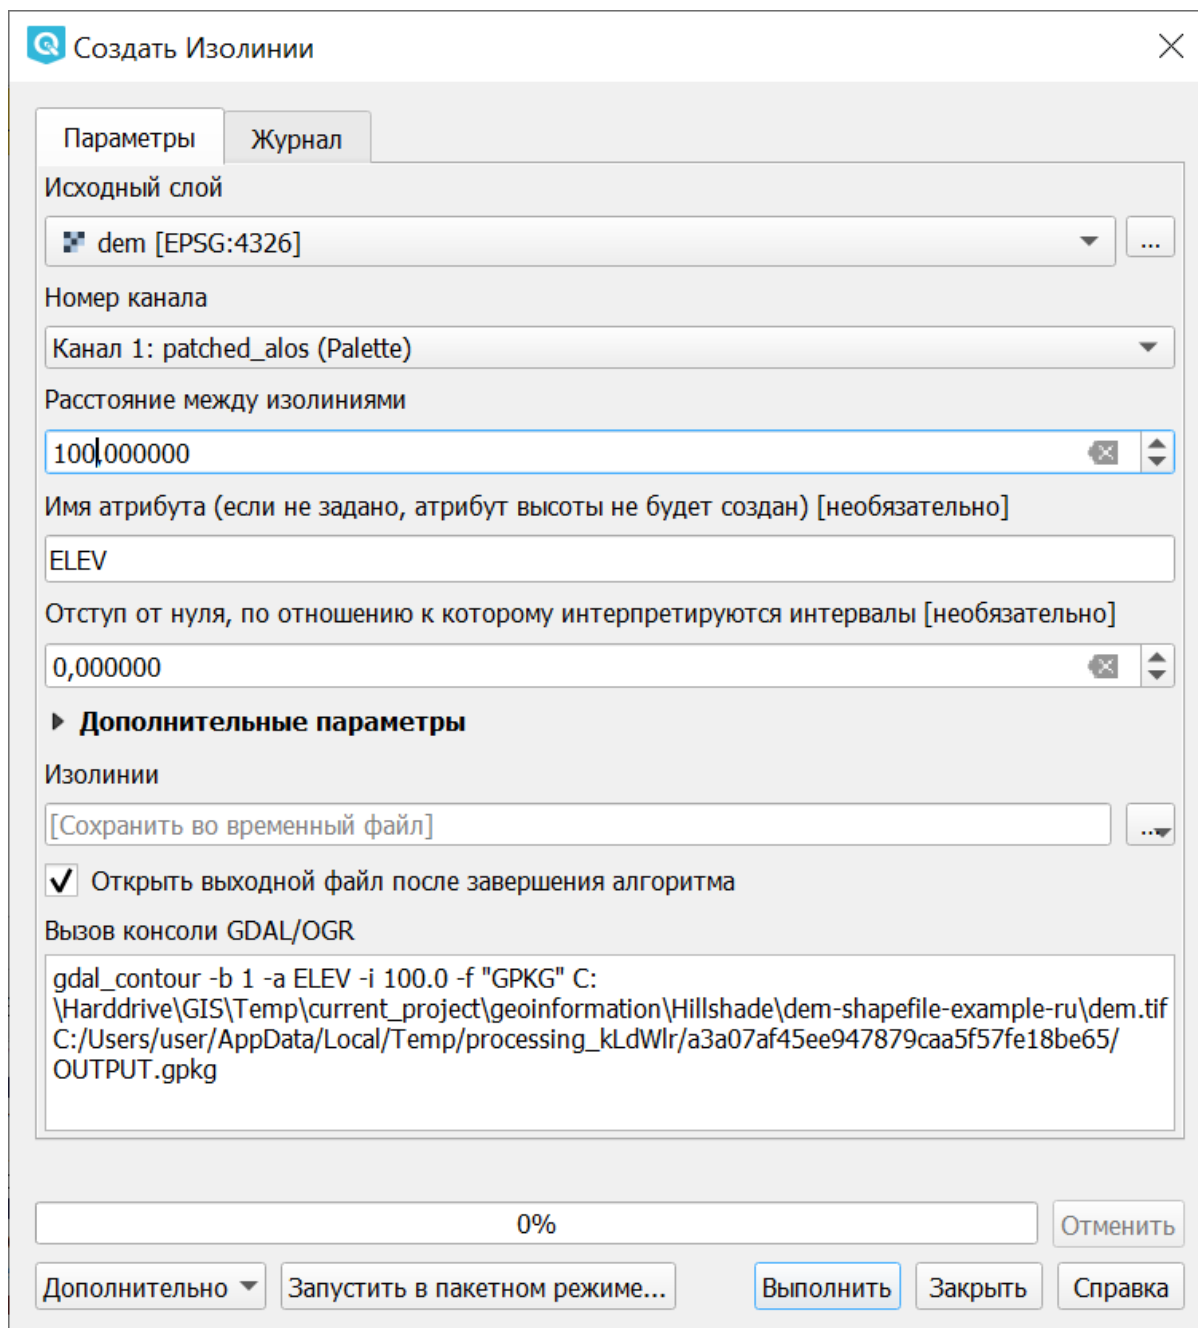 Создать Изолинии
Параметры
Журнал
Исходный слой
dem [EPSG:4326]
...
Номер канала
Канал 1: patched_alos (Palette)
Расстояние между изолиниями
100,000000
Имя атрибута (если не задано, атрибут высоты не будет создан) [необязательно]
ELEV
Отступ от нуля, по отношению к которому интерпретируются интервалы [необязательно]
0,000000
Дополнительные параметры
Изолинии
[Сохранить во временный файл]
...
Открыть выходной файл после завершения алгоритма
Вызов консоли GDAL/OGR
gdal_contour -b 1 -a ELEV -i 100.0 -f "GPKG" C:
\Harddrive\GIS\Temp\current_project\geoinformation\Hillshade\dem-shapefile-example-ru\dem.tif
C:/Users/user/AppData/Local/Temp/processing_kLdWlr/a3a07af45ee947879caa5f57fe18be65/
OUTPUT.gpkg
0%
Отменить
Дополнительно
Запустить в пакетном режиме...
Выполнить
Закрыть
Справка